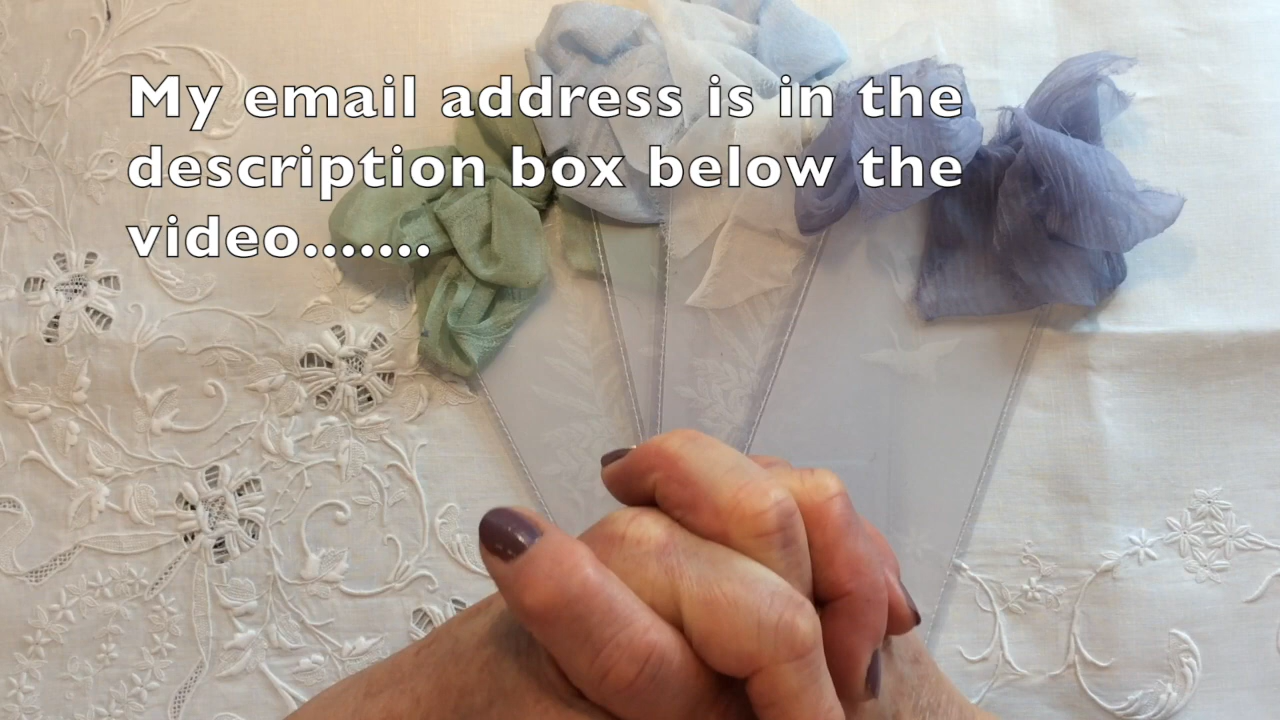 My email address is in the
description box below the
video.......